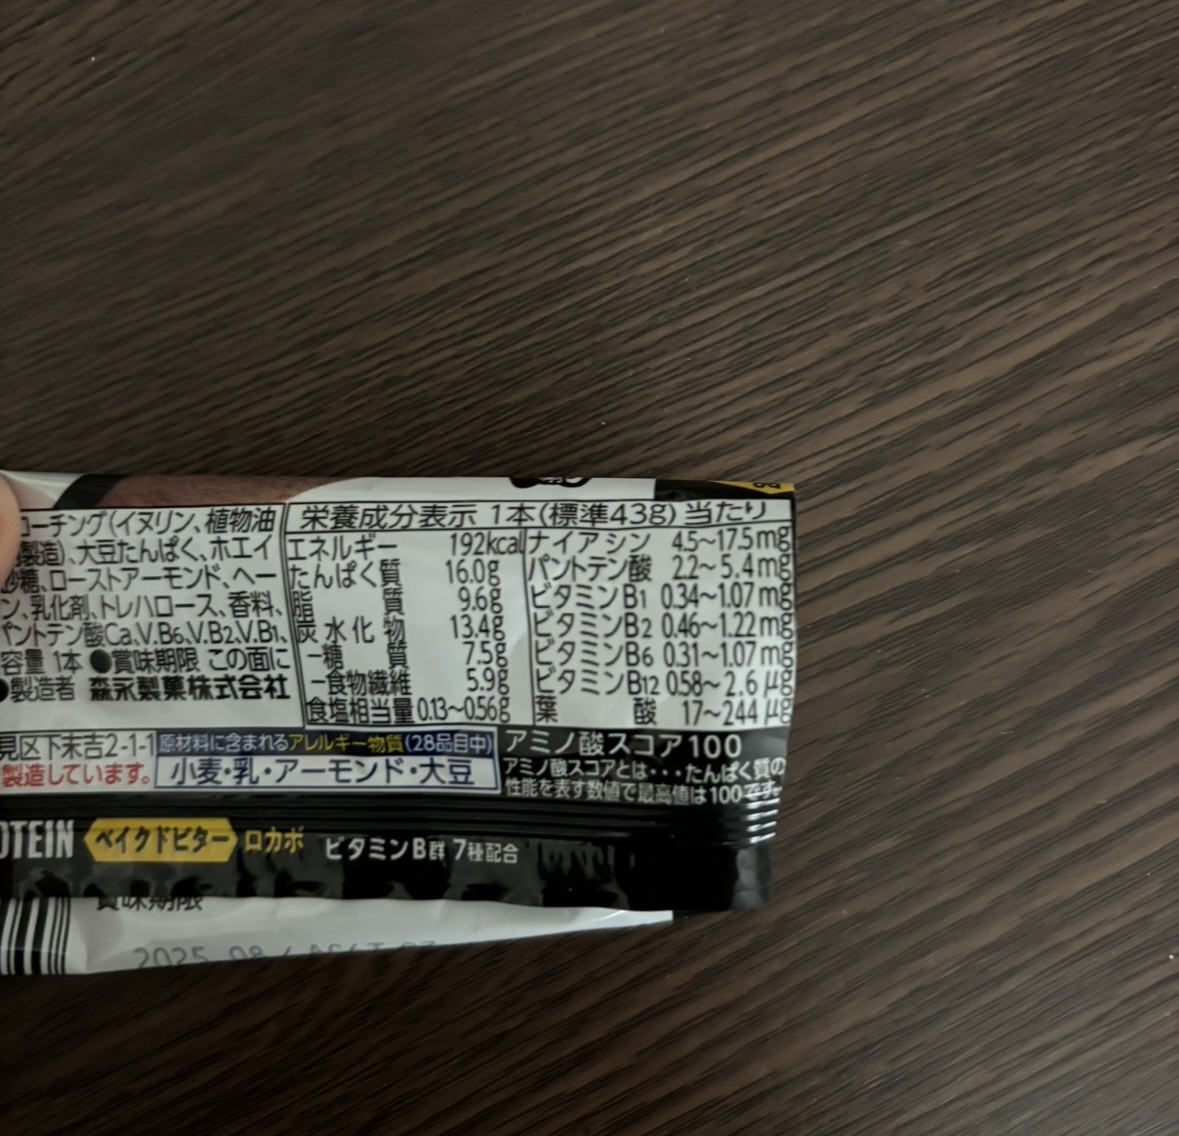 コーチング(イヌリン、植物油
製造)、大豆たんぱく、ホエイ
砂糖、ローストアーモンド、ヘー
ン、乳化剤、トレハロース、香料、
パントテン酸Ca、V.B6、V.B2、V.B1、
容量 1本 ●賞味期限 この面に
●製造者 森永製菓株式会社
見区下末吉2-1-1
製造しています。
栄養成分表示 1本(標準43g)当たり
エネルギー 192kcal
たんぱく質 16.0g
脂質 9.6g
炭水化物 13.4g
-糖質 7.5g
-食物繊維 5.9g
食塩相当量 0.13~0.56g
ナイアシン 4.5~17.5mg
パントテン酸 2.2~5.4mg
ビタミンB1 0.34~1.07mg
ビタミンB2 0.46~1.22mg
ビタミンB6 0.31~1.07mg
ビタミンB12 0.58~2.6μg
葉酸 17~244μg
原材料に含まれるアレルギー物質(28品目中)
小麦・乳・アーモンド・大豆
アミノ酸スコア100
アミノ酸スコアとは・・・たんぱく質の
性能を表す数値で最高値は100です。
OTEIN ベイクドビター ロカボ ビタミンB群 7種配合
賞味期限
2025.08